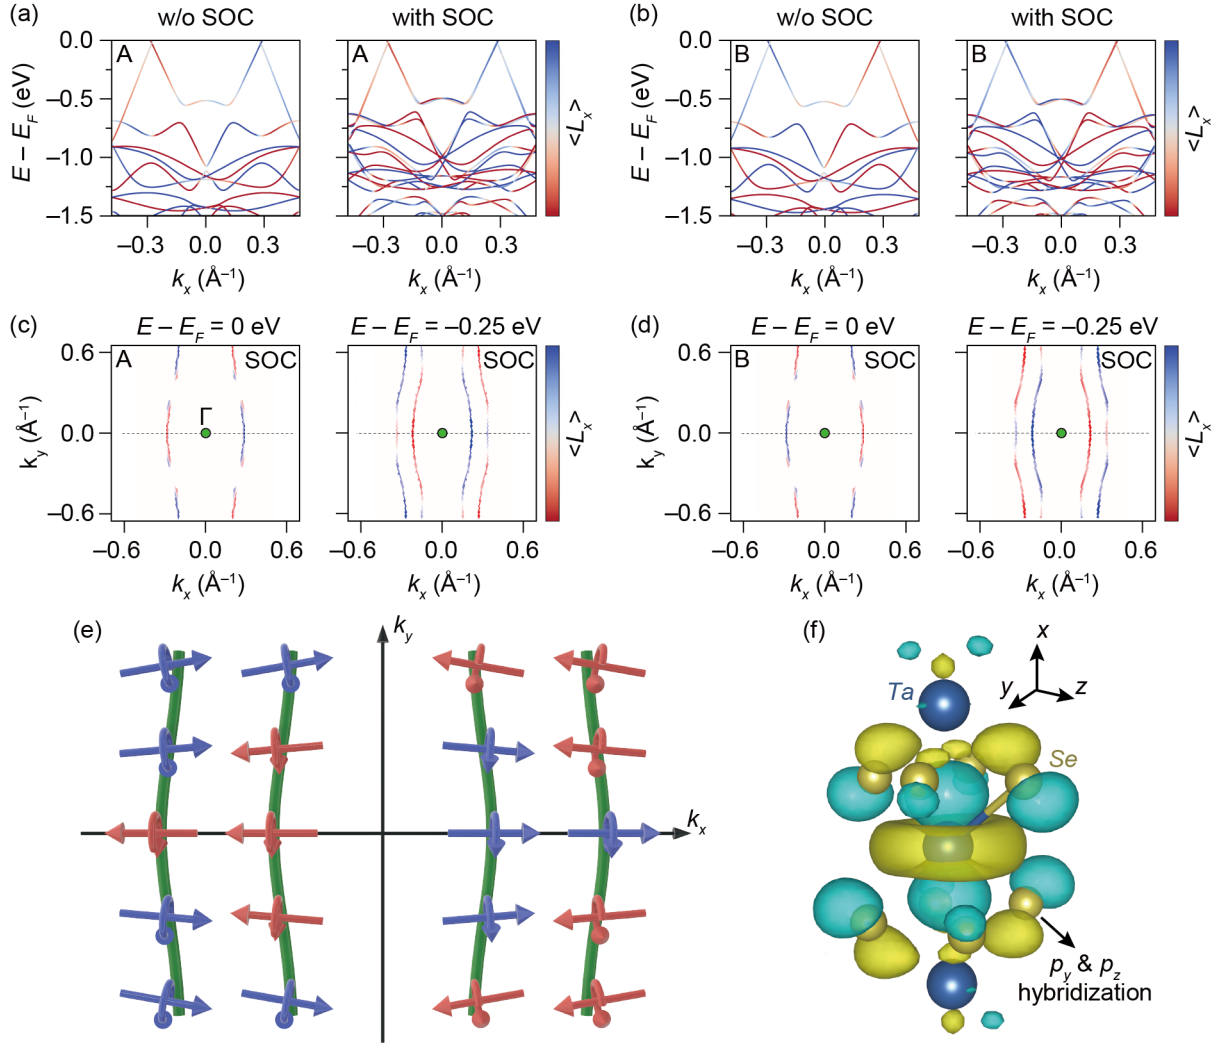 (a) w/o SOC with SOC (b) w/o SOC with SOC
A A B B
E – E_F (eV) 0.0 –0.5 –1.0 –1.5 <L_x>
E – E_F (eV) 0.0 –0.5 –1.0 –1.5 <L_x>
–0.3 0.0 0.3 –0.3 0.0 0.3 –0.3 0.0 0.3 –0.3 0.0 0.3
k_x (Å⁻¹) k_x (Å⁻¹) k_x (Å⁻¹) k_x (Å⁻¹)
(c) E – E_F = 0 eV E – E_F = –0.25 eV (d) E – E_F = 0 eV E – E_F = –0.25 eV
A SOC SOC B SOC SOC
Γ
k_y (Å⁻¹) 0.6 0.0 –0.6 <L_x>
k_y (Å⁻¹) 0.6 0.0 –0.6 <L_x>
–0.6 0.0 0.6 –0.6 0.0 0.6 –0.6 0.0 0.6 –0.6 0.0 0.6
k_x (Å⁻¹) k_x (Å⁻¹) k_x (Å⁻¹) k_x (Å⁻¹)
(e) k_y
k_x
(f) x
y z
Ta
Se
p_y & p_z
hybridization